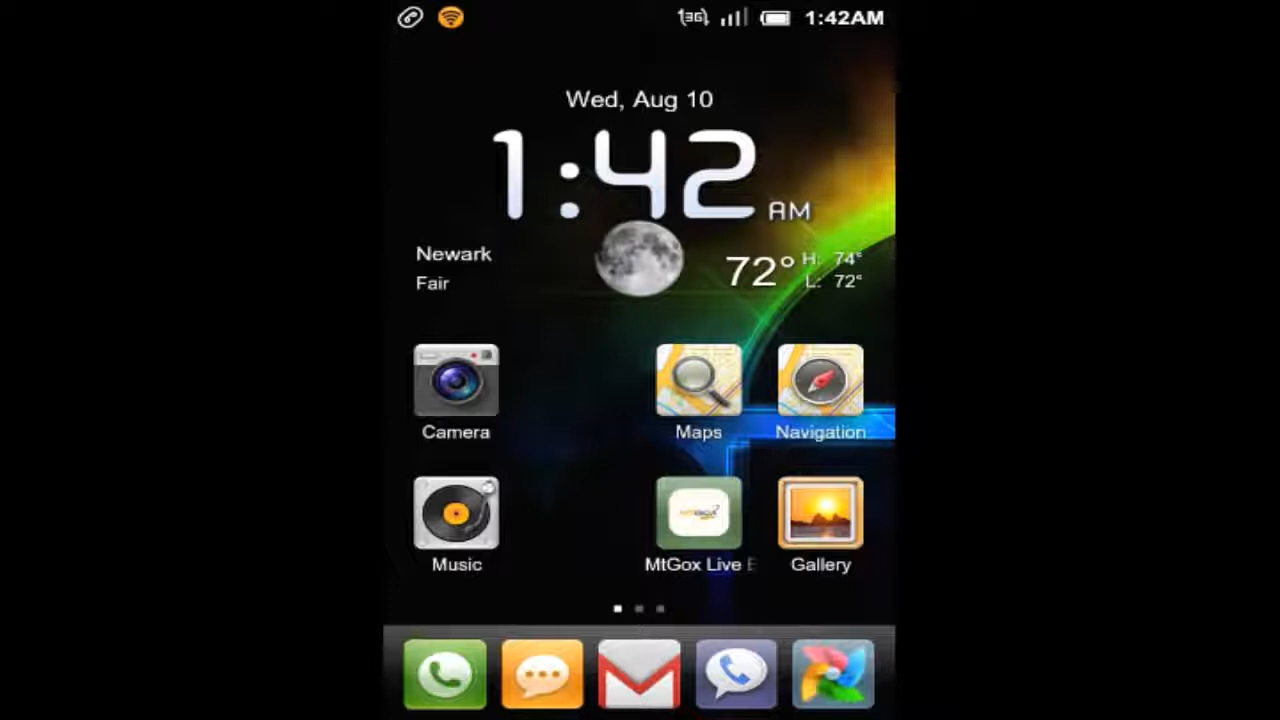 3G 1:42AM
Wed, Aug 10
1:42 AM
Newark
Fair
72° H: 74°
L: 72°
Camera
Maps
Navigation
Music
MtGox Live
Gallery